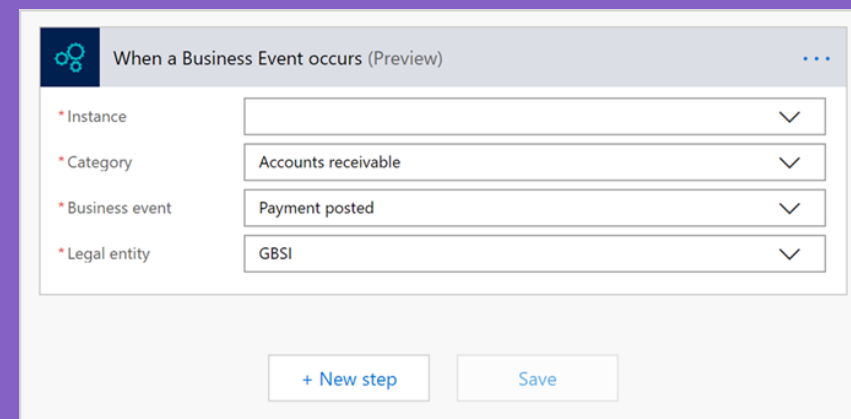 When a Business Event occurs (Preview)
* Instance
* Category Accounts receivable
* Business event Payment posted
* Legal entity GBSI
+ New step Save